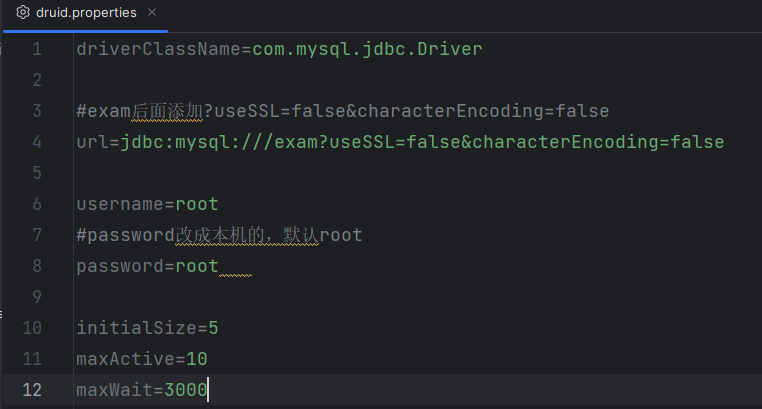 druid.properties
1 driverClassName=com.mysql.jdbc.Driver
2
3 #exam后面添加?useSSL=false&characterEncoding=false
4 url=jdbc:mysql:///exam?useSSL=false&characterEncoding=false
5
6 username=root
7 #password改成本机的，默认root
8 password=root
9
10 initialSize=5
11 maxActive=10
12 maxWait=3000